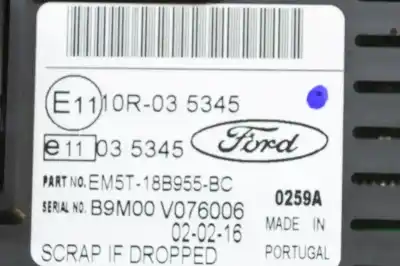 E11 10R-03 5345
e 11 03 5345
Ford
PART NO. EM5T-18B955-BC
SERIAL NO. B9M00 V076006
0259A
02-02-16
MADE IN
PORTUGAL
SCRAP IF DROPPED